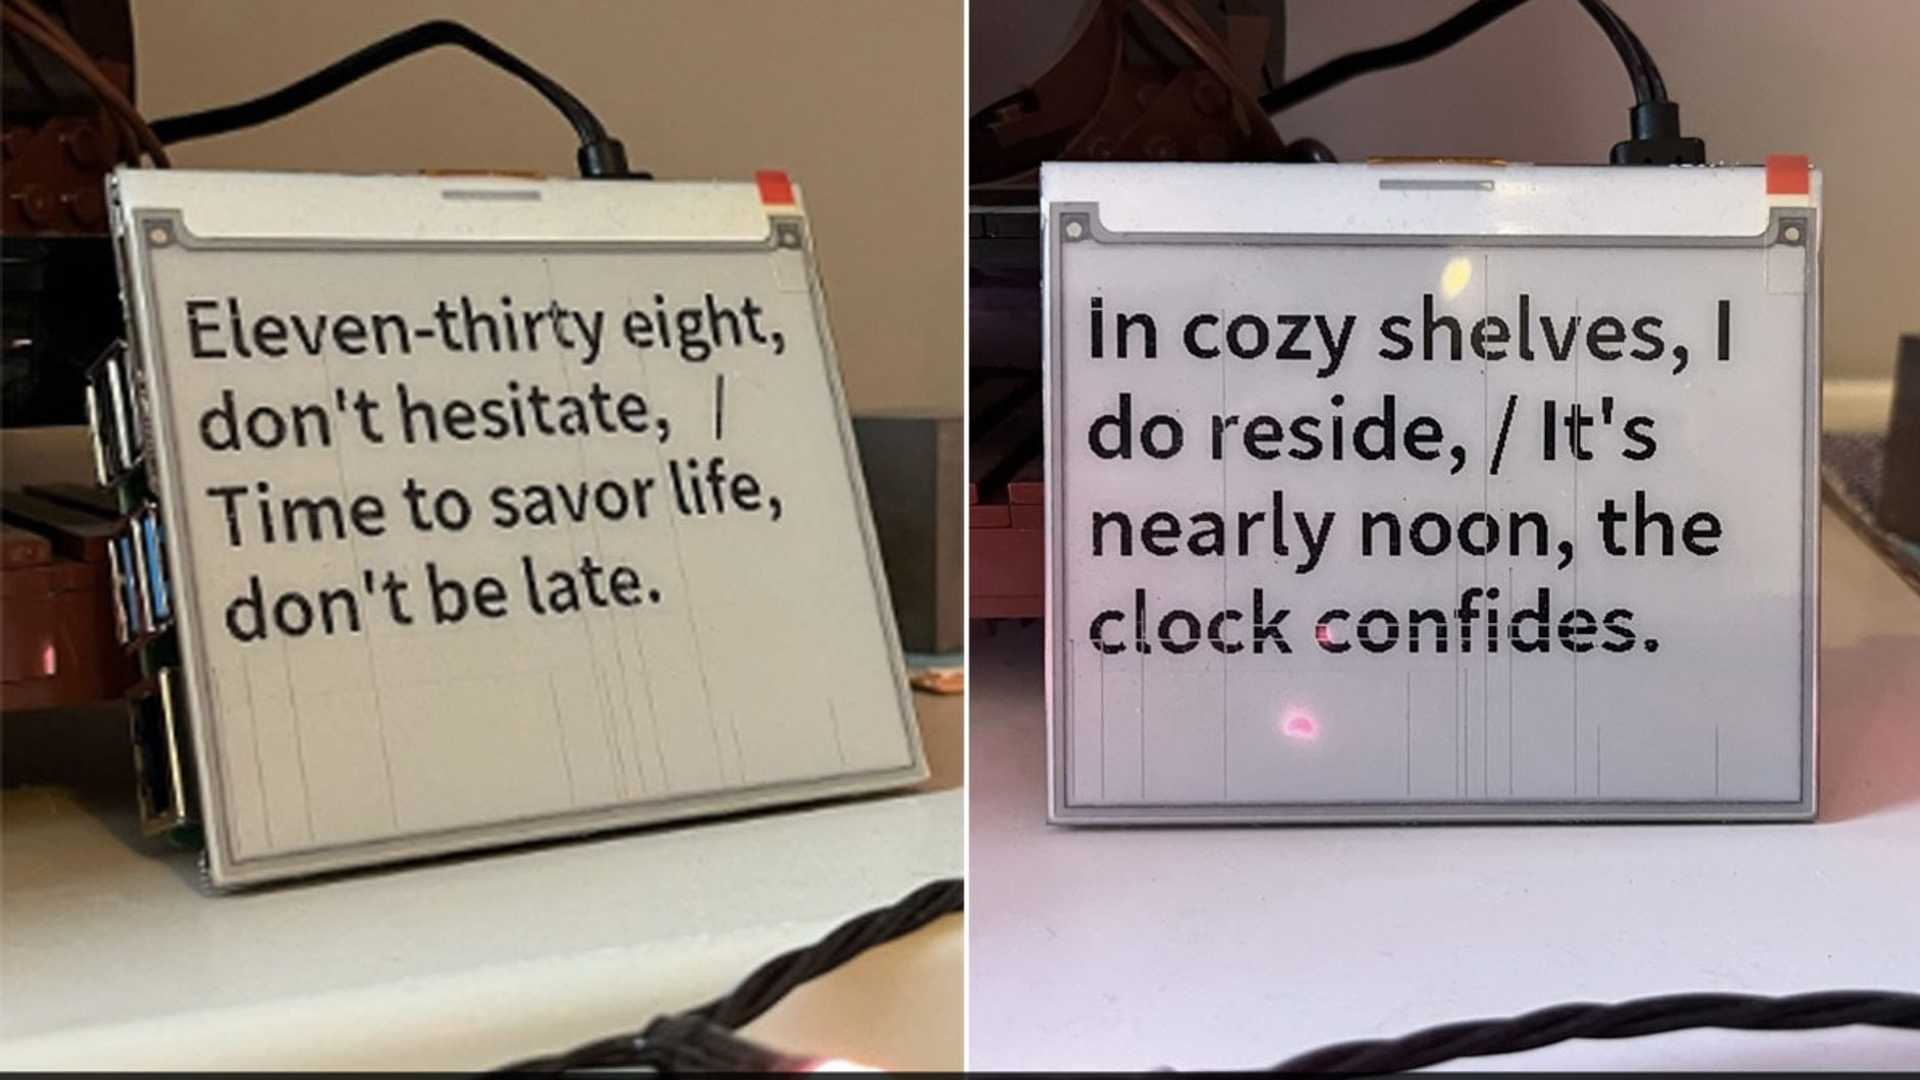 Eleven-thirty eight,
don't hesitate, /
Time to savor life,
don't be late.
In cozy shelves, I
do reside, / It's
nearly noon, the
clock confides.